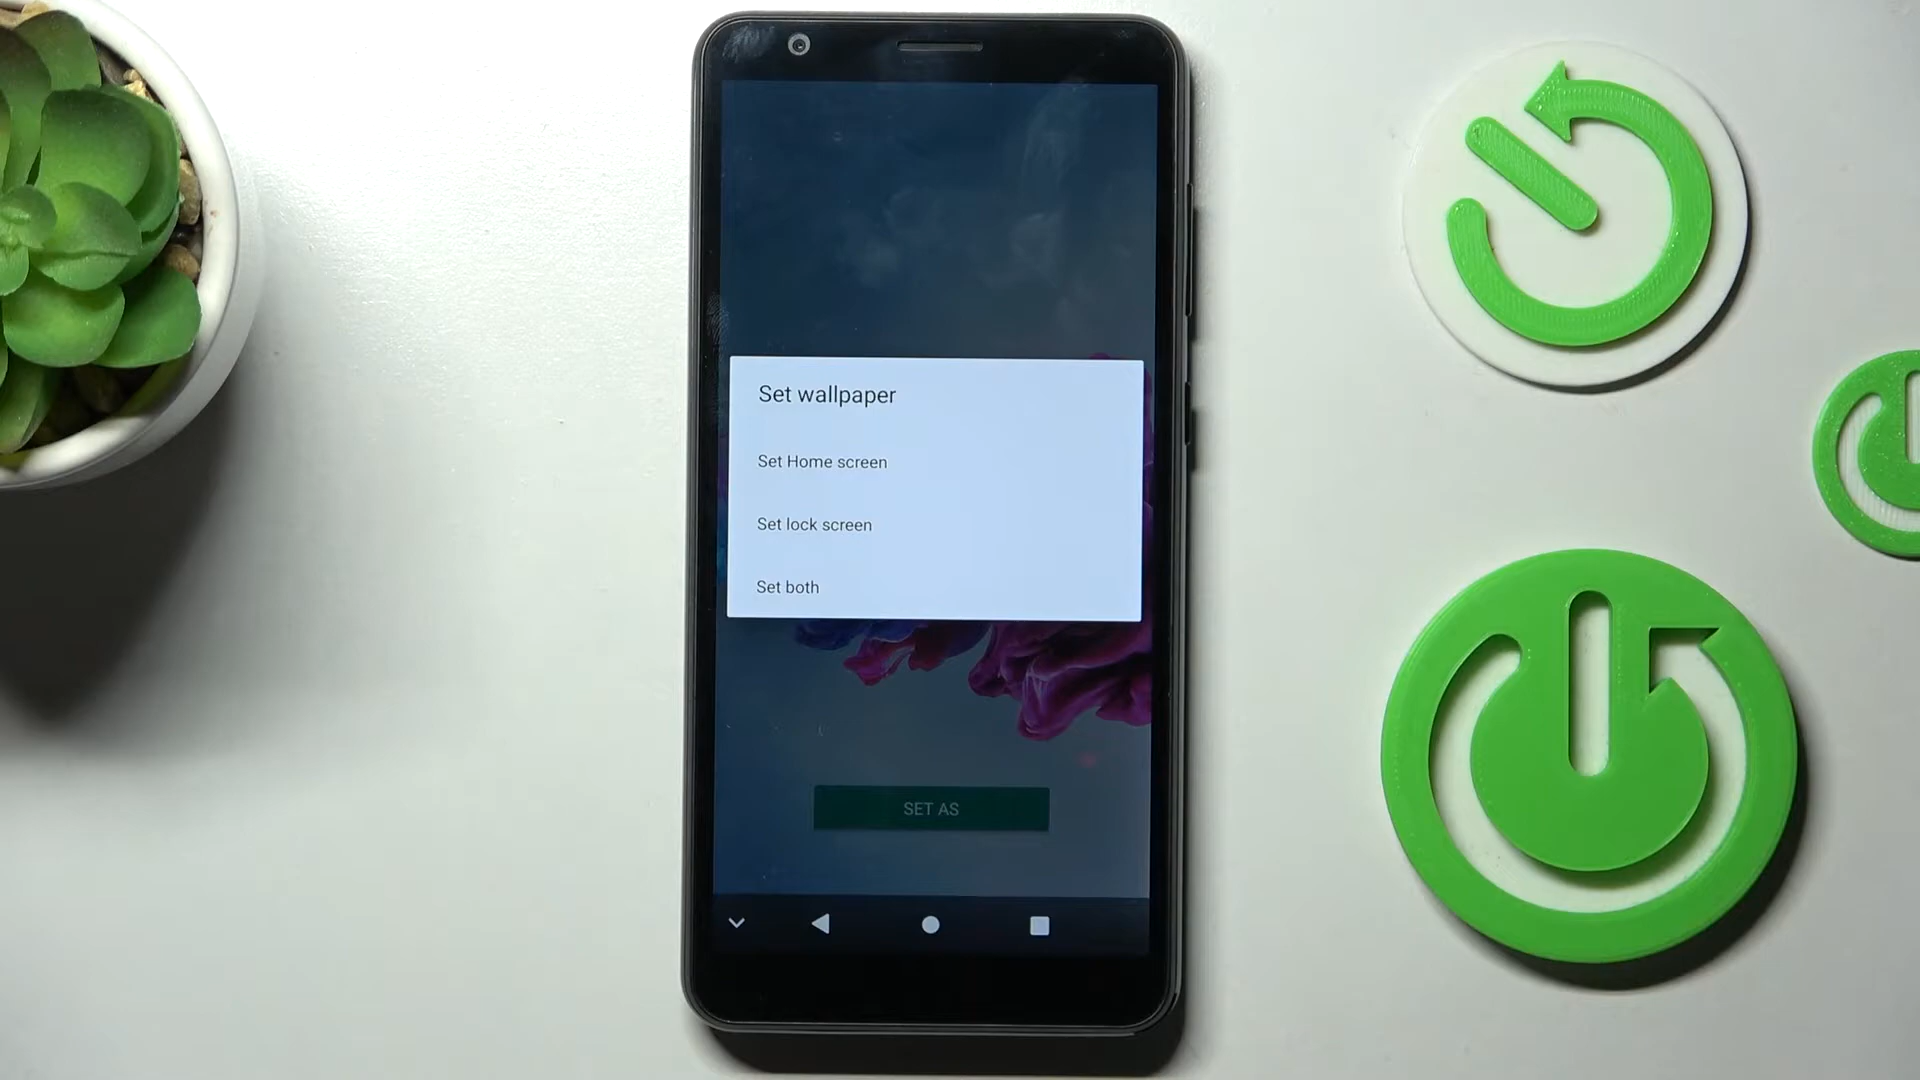 Set wallpaper
Set Home screen
Set lock screen
Set both
SET AS